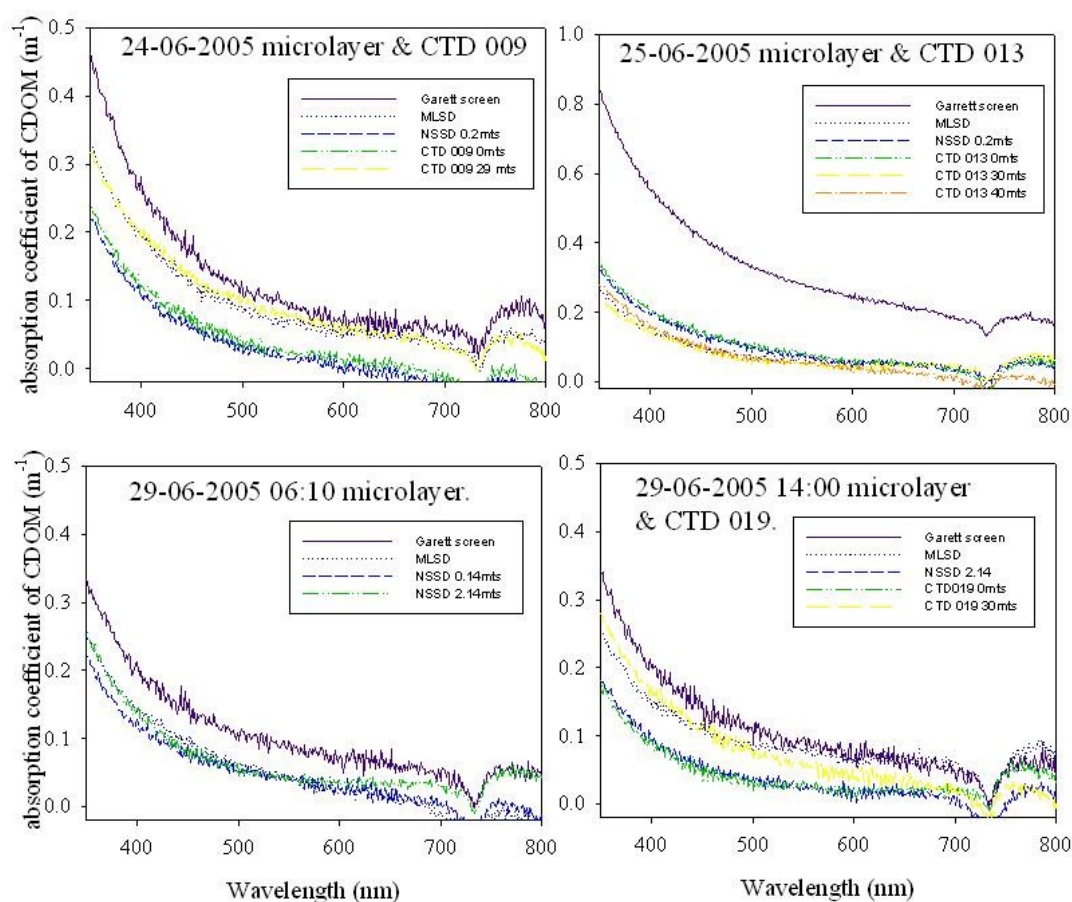 24-06-2005 microlayer & CTD 009
Garett screen
MLSD
NSSD 0.2mts
CTD 009 0mts
CTD 009 29 mts
absorption coefficient of CDOM (m-1)
0.5
0.4
0.3
0.2
0.1
0.0
400 500 600 700 800
25-06-2005 microlayer & CTD 013
Garrett screen
MLSD
NSSD 0.2mts
CTD 013 0mts
CTD 013 30mts
CTD 013 40mts
1.0
0.8
0.6
0.4
0.2
0.0
400 500 600 700 800
29-06-2005 06:10 microlayer.
Garett screen
MLSD
NSSD 0.14mts
NSSD 2.14mts
absorption coefficient of CDOM (m-1)
0.5
0.4
0.3
0.2
0.1
0.0
400 500 600 700 800
Wavelength (nm)
29-06-2005 14:00 microlayer
& CTD 019.
Garett screen
MLSD
NSSD 2.14
CTD019 0mts
CTD 019 30mts
0.5
0.4
0.3
0.2
0.1
0.0
400 500 600 700 800
Wavelength (nm)